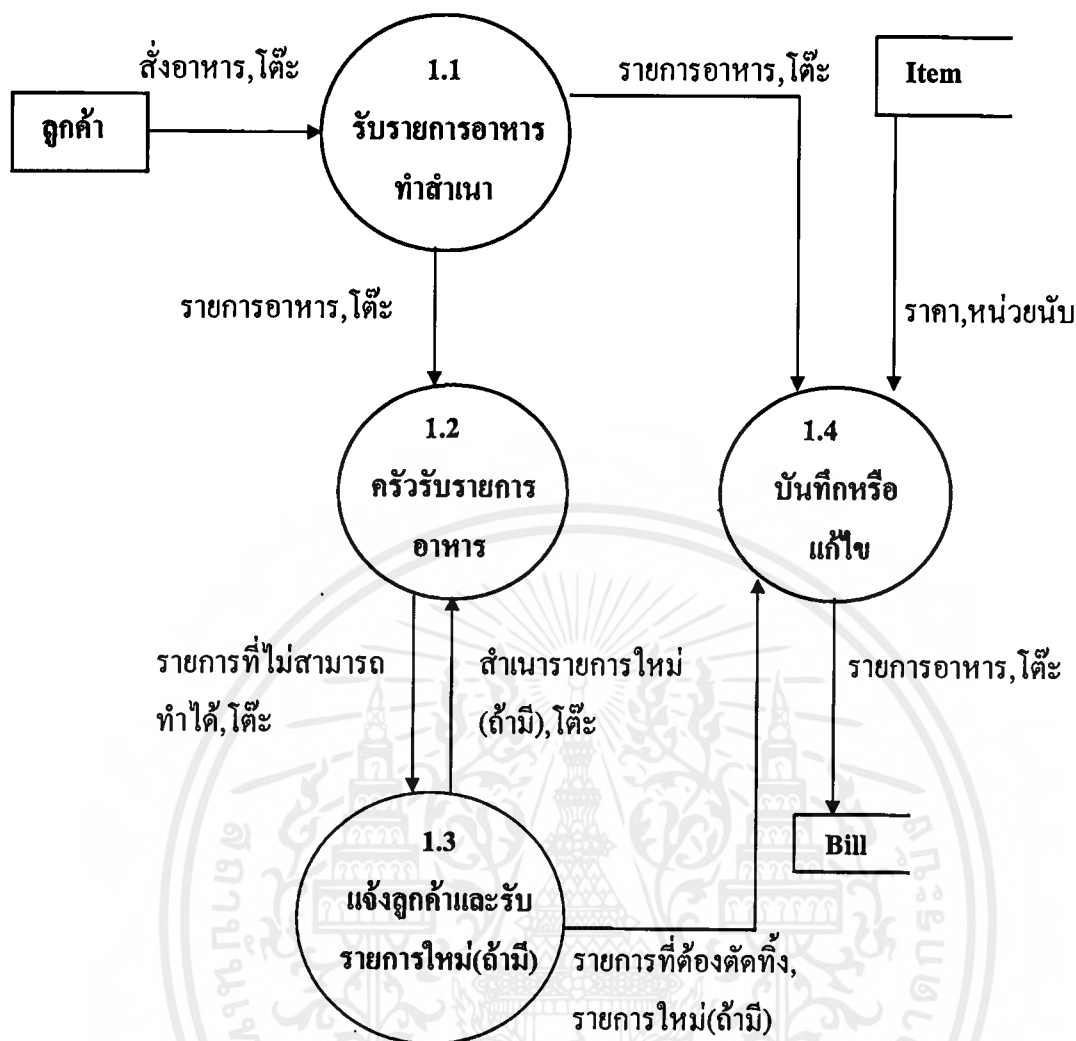 สั่งอาหาร,โต๊ะ
ลูกค้า
1.1
รับรายการอาหาร
ทำสำเนา
รายการอาหาร,โต๊ะ
Item
รายการอาหาร,โต๊ะ
ราคา,หน่วยนับ
1.2
ครัวรับรายการ
อาหาร
1.4
บันทึกหรือ
แก้ไข
รายการที่ไม่สามารถ
ทำได้,โต๊ะ
สำเนารายการใหม่
(ถ้ามี),โต๊ะ
รายการอาหาร,โต๊ะ
Bill
1.3
แจ้งลูกค้าและรับ
รายการใหม่(ถ้ามี)
รายการที่ต้องตัดทิ้ง,
รายการใหม่(ถ้ามี)